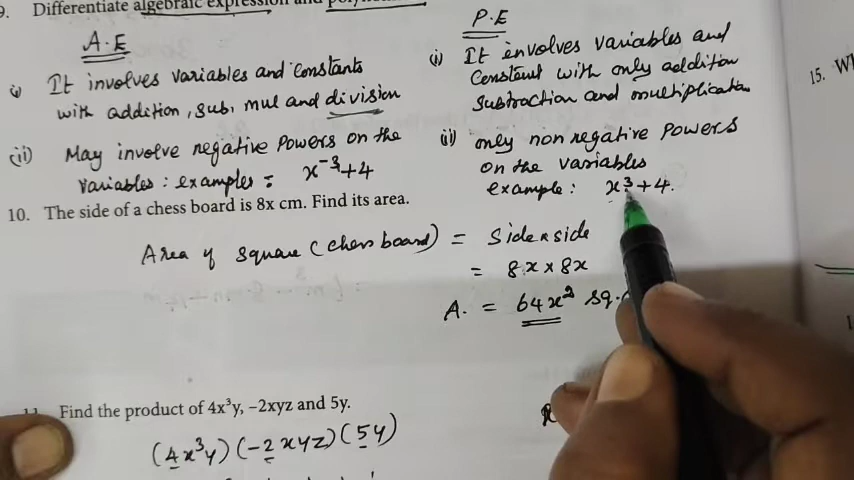 9. Differentiate algebraic expression and
A.E
(i) It involves variables and constants
with addition, sub, mul and division
(ii) May involve negative powers on the
variables : examples : x⁻³+4
P.E
(i) It envolves variables and
Constent with only addition
Substraction and multiplication
(ii) only non negative powers
on the variables
example : x³+4.
10. The side of a chess board is 8x cm. Find its area.
Area of square (chess board) = Side x side
= 8x x 8x
A. = 64x² sq.
11. Find the product of 4x³y, −2xyz and 5y.
(4x³y) (-2xyz) (5y)
15.